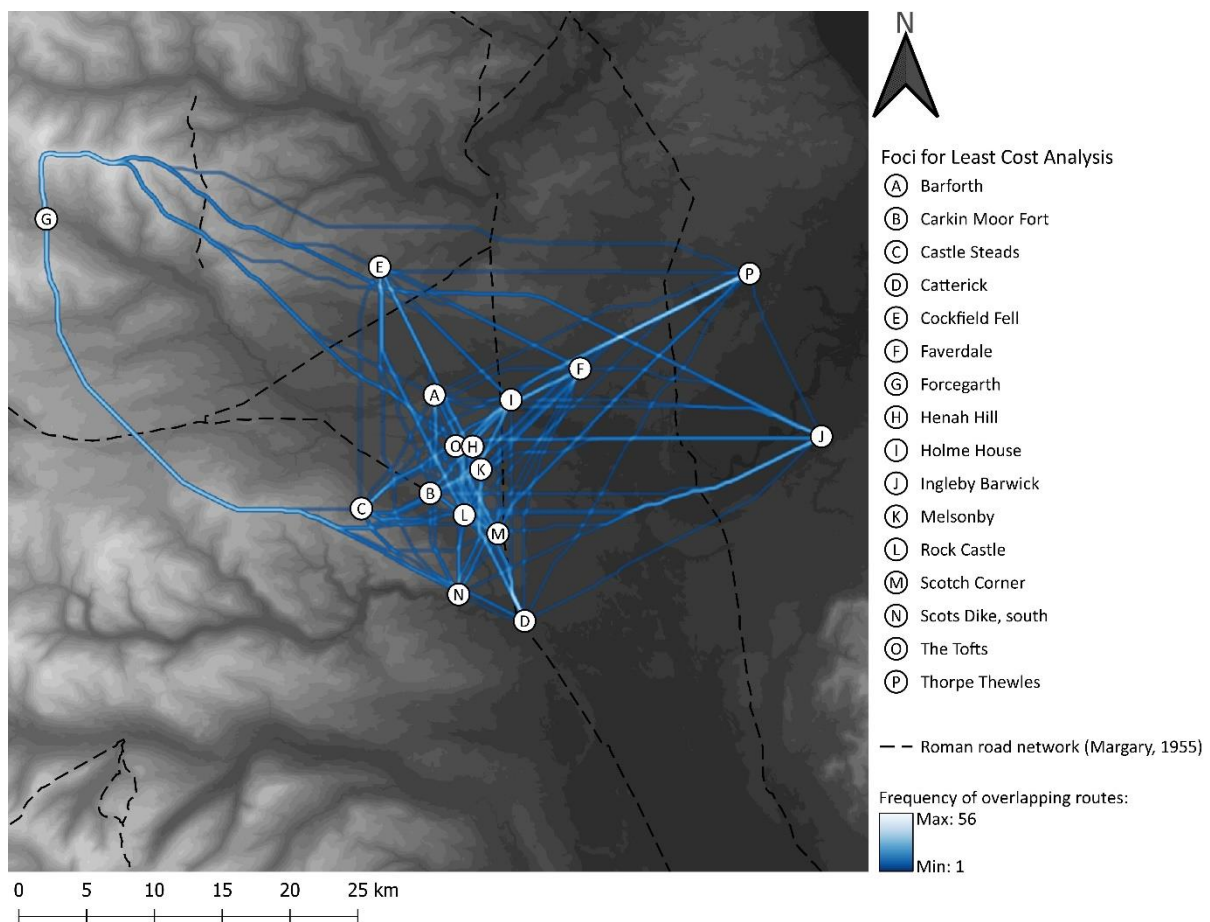 N
Foci for Least Cost Analysis
A Barforth
B Carkin Moor Fort
C Castle Steads
D Catterick
E Cockfield Fell
F Faverdale
G Forcegarth
H Henah Hill
I Holme House
J Ingleby Barwick
K Melsonby
L Rock Castle
M Scotch Corner
N Scots Dike, south
O The Tofts
P Thorpe Thewles
Roman road network (Margary, 1955)
Frequency of overlapping routes:
Max: 56
Min: 1
G
E
P
F
A
I
J
O
H
K
B
C
L
M
N
D
0 5 10 15 20 25 km